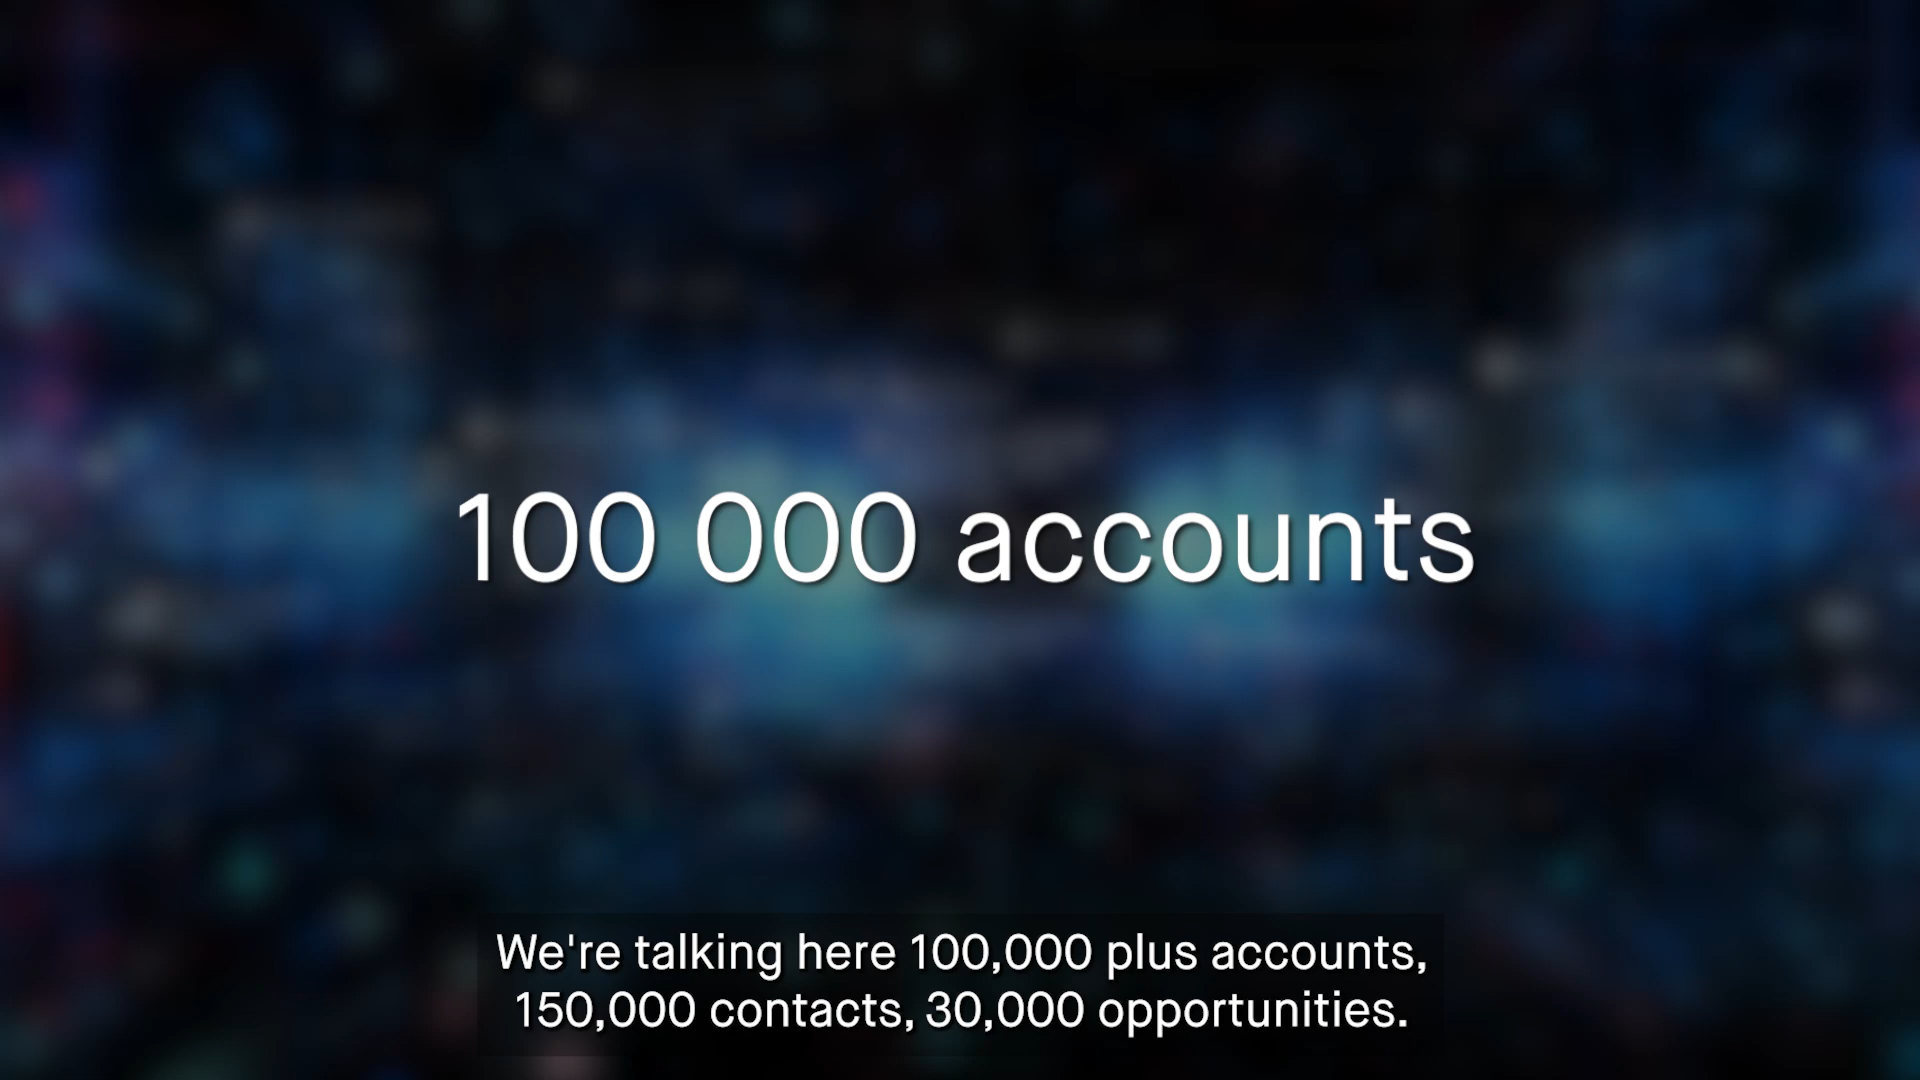 100 000 accounts
We're talking here 100,000 plus accounts,
150,000 contacts, 30,000 opportunities.